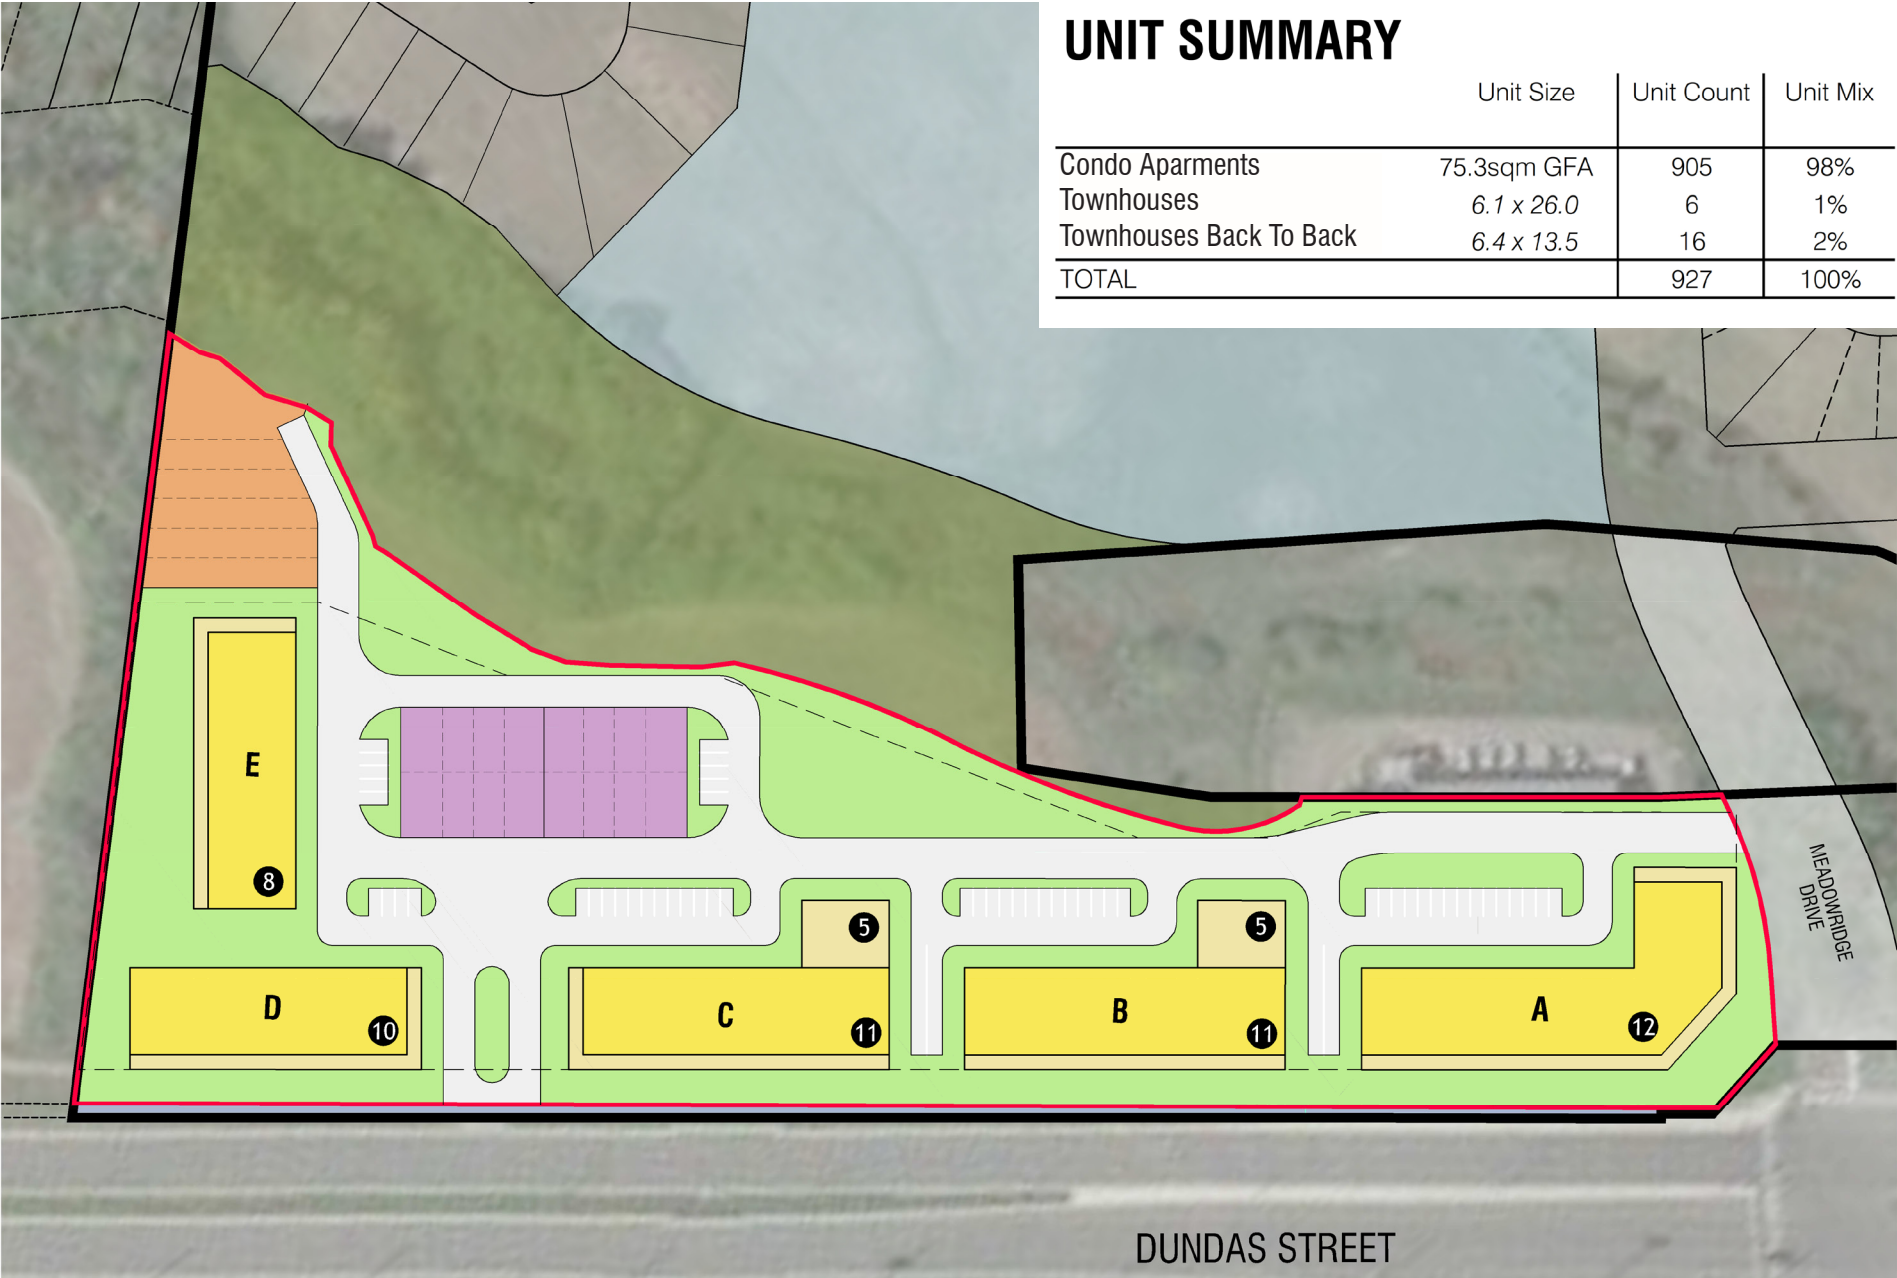 UNIT SUMMARY
Unit Size Unit Count Unit Mix
Condo Aparments 75.3sqm GFA 905 98%
Townhouses 6.1 x 26.0 6 1%
Townhouses Back To Back 6.4 x 13.5 16 2%
TOTAL 927 100%
E
8
5
5
MEADOWRIDGE
DRIVE
D
10
C
11
B
11
A
12
DUNDAS STREET